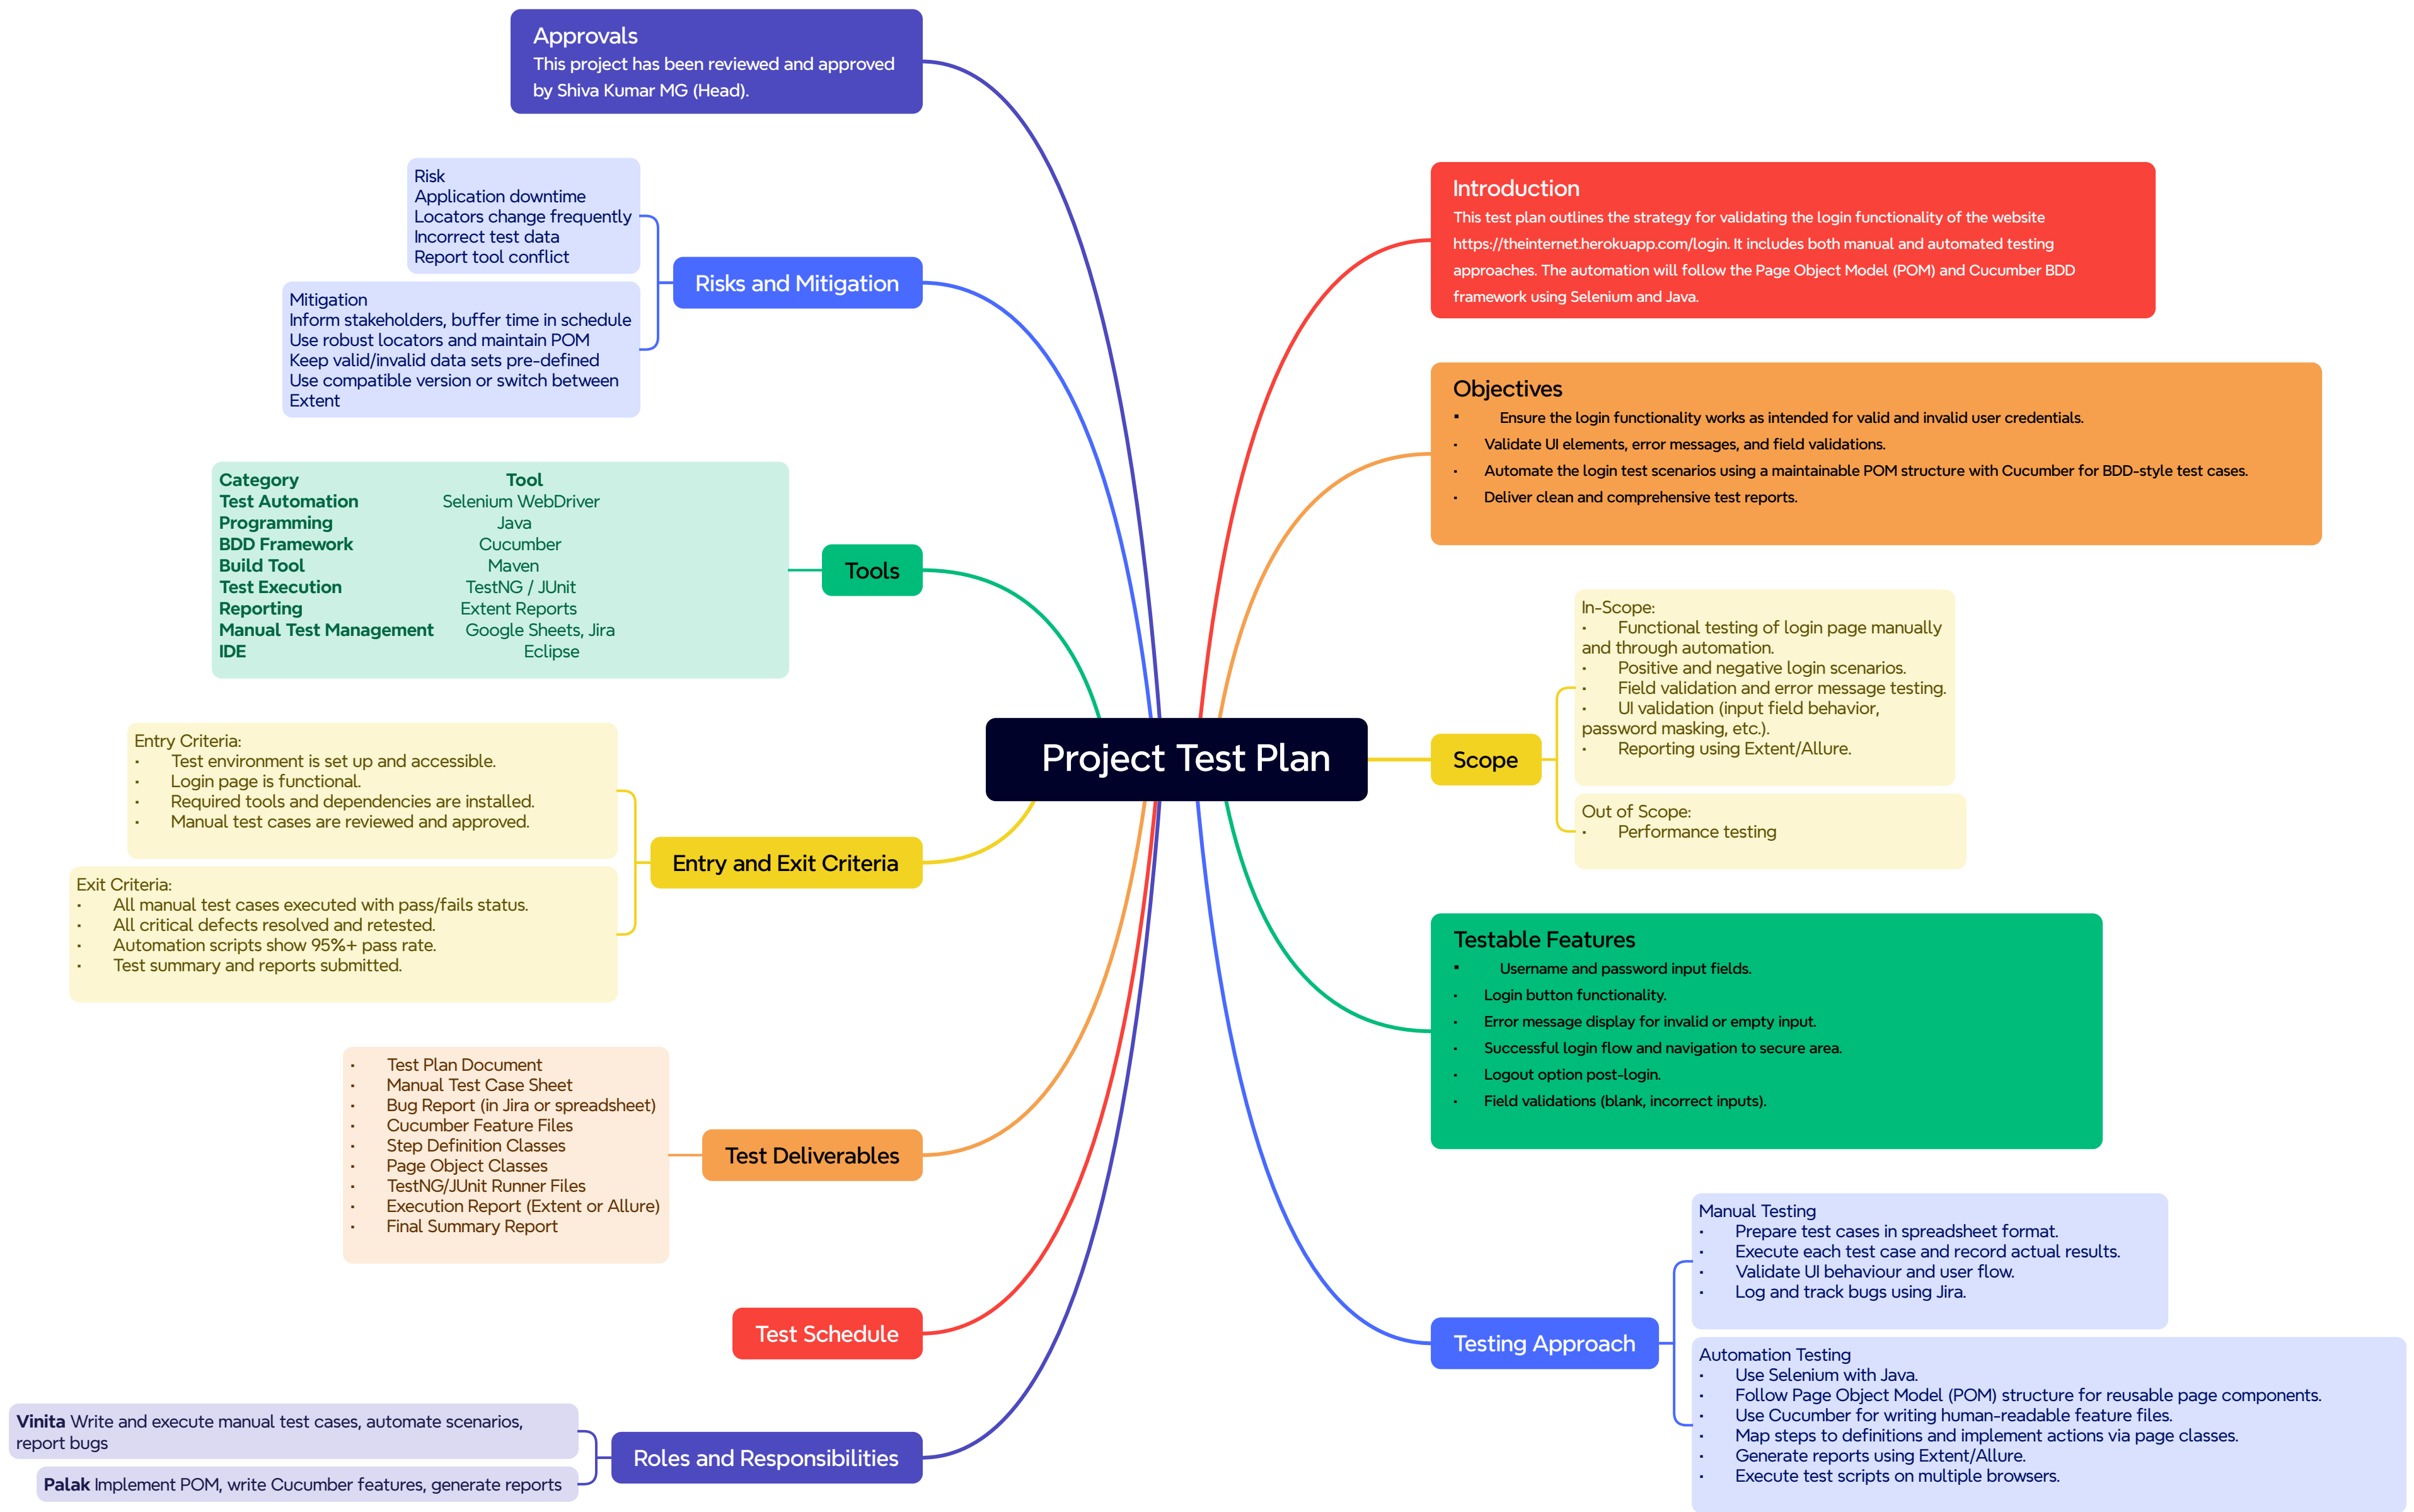 Project Test Plan
Introduction
This test plan outlines the strategy for validating the login functionality of the website
https://theinternet.herokuapp.com/login. It includes both manual and automated testing
approaches. The automation will follow the Page Object Model (POM) and Cucumber BDD
framework using Selenium and Java.
Objectives
▪ Ensure the login functionality works as intended for valid and invalid user credentials.
• Validate UI elements, error messages, and field validations.
• Automate the login test scenarios using a maintainable POM structure with Cucumber for BDD-style test cases.
• Deliver clean and comprehensive test reports.
Scope
In-Scope:
• Functional testing of login page manually
and through automation.
• Positive and negative login scenarios.
• Field validation and error message testing.
• UI validation (input field behavior,
password masking, etc.).
• Reporting using Extent/Allure.
Out of Scope:
• Performance testing
Testable Features
▪ Username and password input fields.
• Login button functionality.
• Error message display for invalid or empty input.
• Successful login flow and navigation to secure area.
• Logout option post-login.
• Field validations (blank, incorrect inputs).
Testing Approach
Manual Testing
• Prepare test cases in spreadsheet format.
• Execute each test case and record actual results.
• Validate UI behaviour and user flow.
• Log and track bugs using Jira.
Automation Testing
• Use Selenium with Java.
• Follow Page Object Model (POM) structure for reusable page components.
• Use Cucumber for writing human-readable feature files.
• Map steps to definitions and implement actions via page classes.
• Generate reports using Extent/Allure.
• Execute test scripts on multiple browsers.
Approvals
This project has been reviewed and approved
by Shiva Kumar MG (Head).
Risks and Mitigation
Risk
Application downtime
Locators change frequently
Incorrect test data
Report tool conflict
Mitigation
Inform stakeholders, buffer time in schedule
Use robust locators and maintain POM
Keep valid/invalid data sets pre-defined
Use compatible version or switch between
Extent
Tools
Category Tool
Test Automation Selenium WebDriver
Programming Java
BDD Framework Cucumber
Build Tool Maven
Test Execution TestNG / JUnit
Reporting Extent Reports
Manual Test Management Google Sheets, Jira
IDE Eclipse
Entry and Exit Criteria
Entry Criteria:
• Test environment is set up and accessible.
• Login page is functional.
• Required tools and dependencies are installed.
• Manual test cases are reviewed and approved.
Exit Criteria:
• All manual test cases executed with pass/fails status.
• All critical defects resolved and retested.
• Automation scripts show 95%+ pass rate.
• Test summary and reports submitted.
Test Deliverables
• Test Plan Document
• Manual Test Case Sheet
• Bug Report (in Jira or spreadsheet)
• Cucumber Feature Files
• Step Definition Classes
• Page Object Classes
• TestNG/JUnit Runner Files
• Execution Report (Extent or Allure)
• Final Summary Report
Test Schedule
Roles and Responsibilities
Vinita Write and execute manual test cases, automate scenarios,
report bugs
Palak Implement POM, write Cucumber features, generate reports